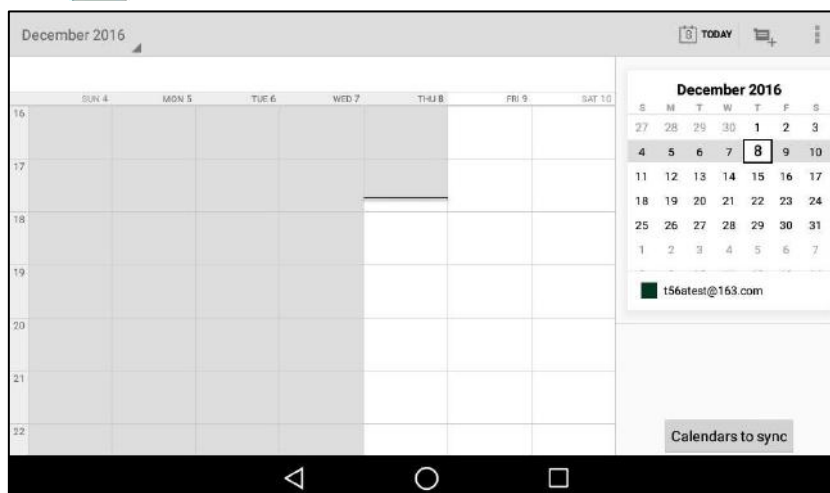 December 2016
8 TODAY
SUN 4 MON 5 TUE 6 WED 7 THU 8 FRI 9 SAT 10
16
17
18
19
20
21
22
December 2016
S M T W T F S
27 28 29 30 1 2 3
4 5 6 7 8 9 10
11 12 13 14 15 16 17
18 19 20 21 22 23 24
25 26 27 28 29 30 31
1 2 3 4 5 6 7
t56atest@163.com
Calendars to sync